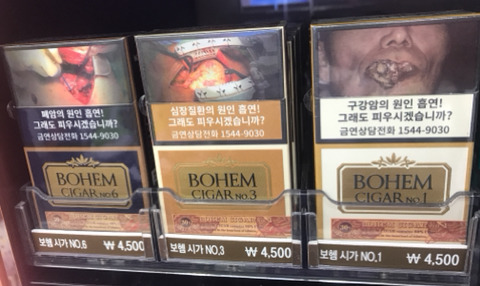 폐암의 원인 흡연!
그래도 피우시겠습니까?
금연상담전화 1544-9030
BOHEM
CIGAR NO.6
보헴 시가 NO.6 ₩ 4,500
심장질환의 원인 흡연!
그래도 피우시겠습니까?
금연상담전화 1544-9030
BOHEM
CIGAR NO.3
보헴 시가 NO.3 ₩ 4,500
구강암의 원인 흡연!
그래도 피우시겠습니까?
금연상담전화 1544-9030
BOHEM
CIGAR NO.1
보헴 시가 NO.1 ₩ 4,500